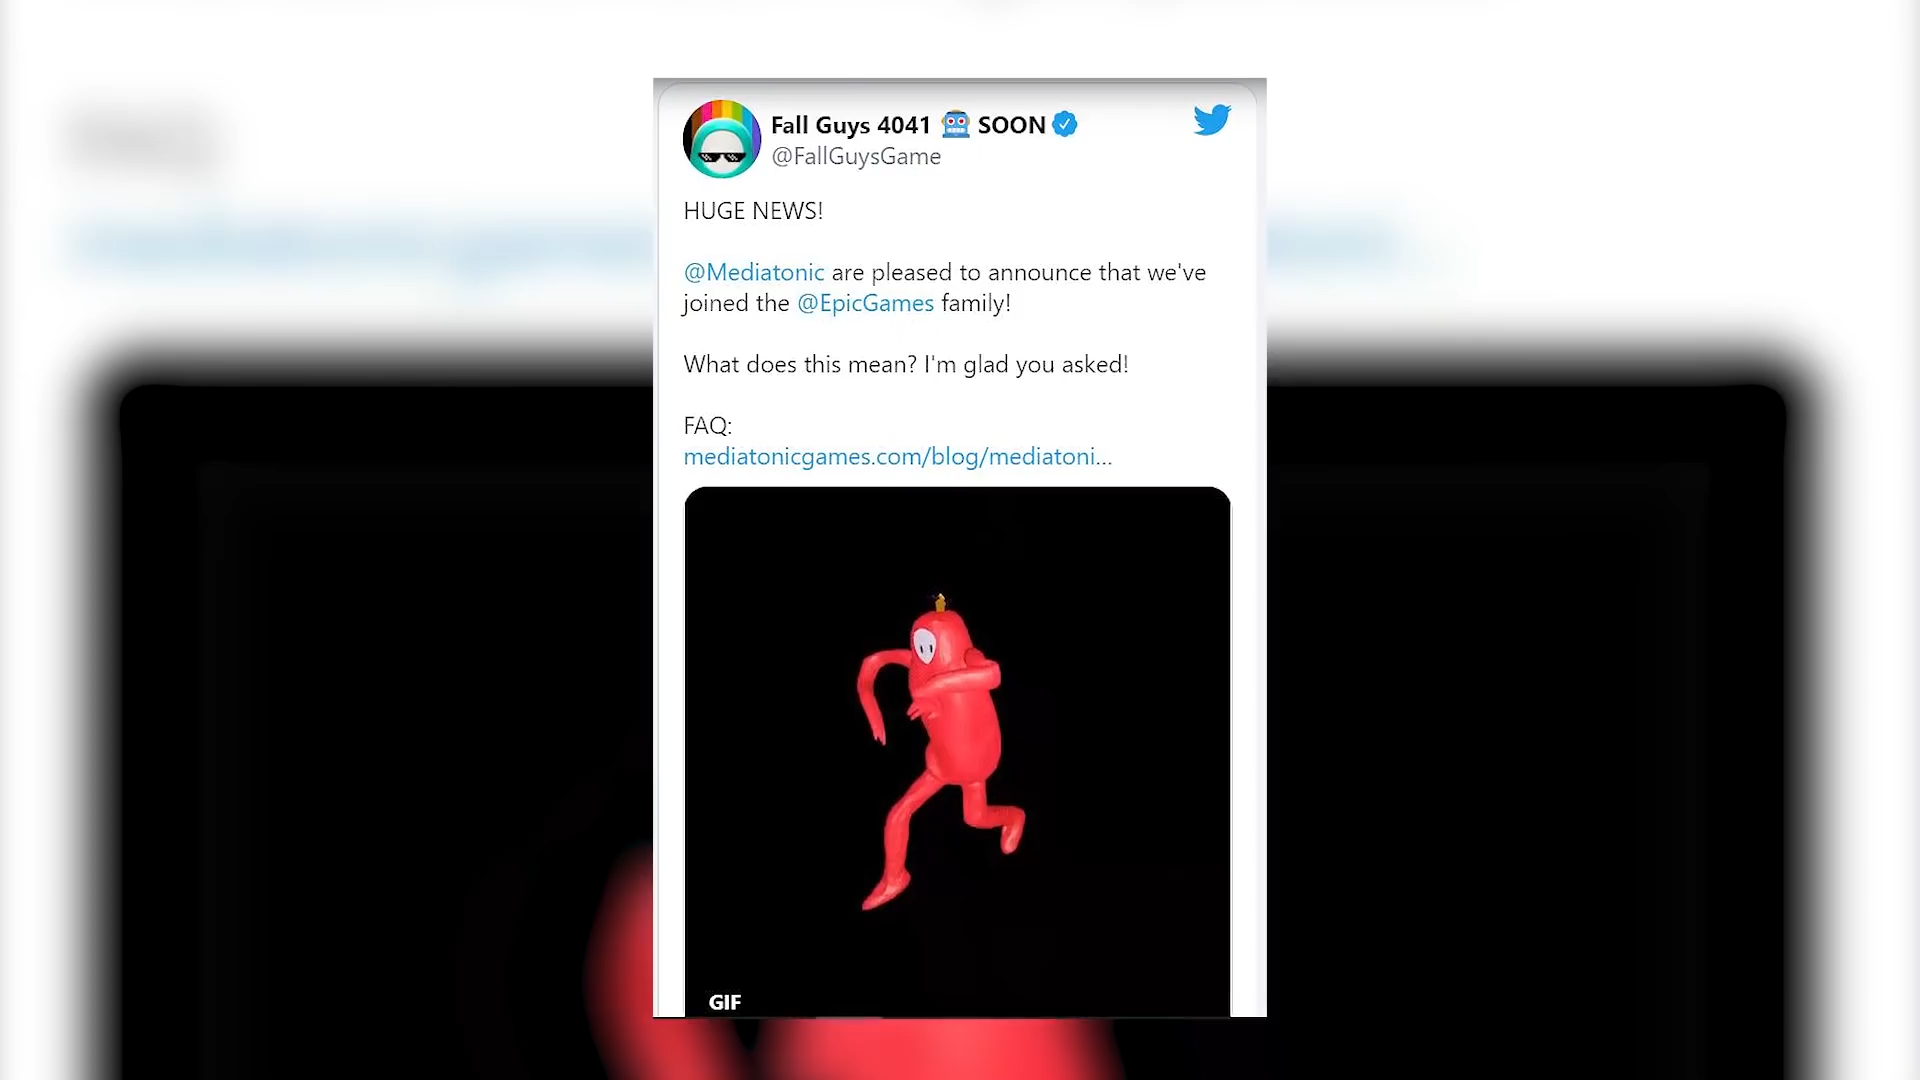 Fall Guys 4041 🤖 SOON
@FallGuysGame
HUGE NEWS!
@Mediatonic are pleased to announce that we've
joined the @EpicGames family!
What does this mean? I'm glad you asked!
FAQ:
mediatonicgames.com/blog/mediatoni...
GIF